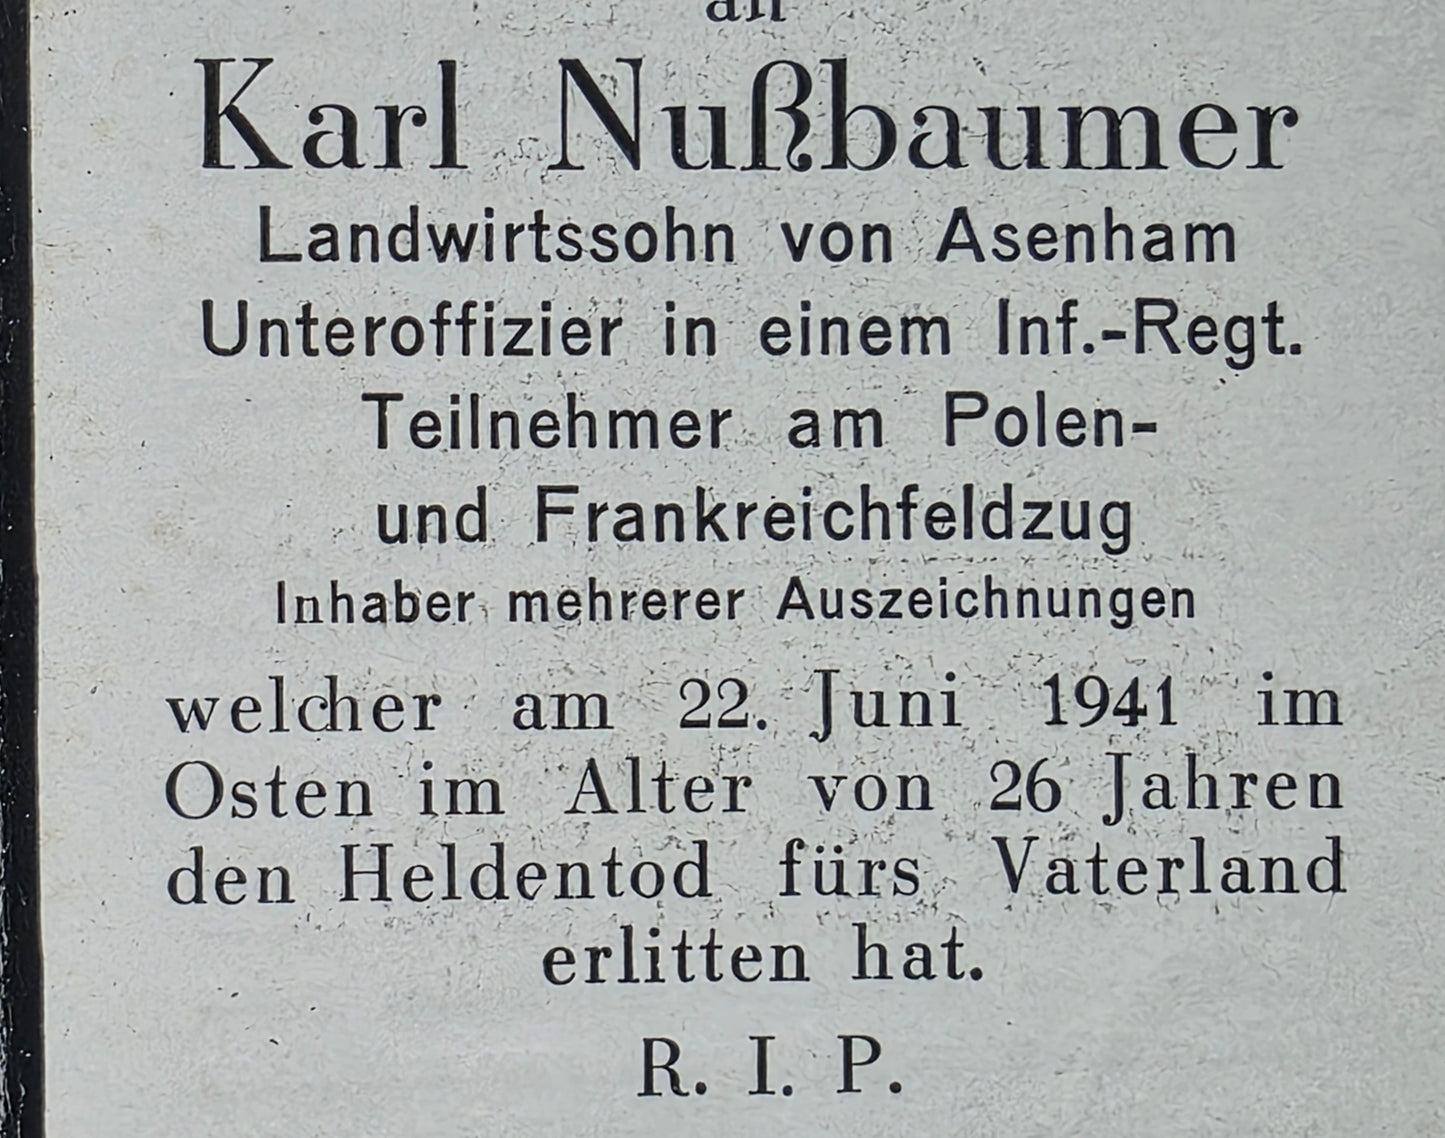 an
Karl Nußbaumer
Landwirtssohn von Asenham
Unteroffizier in einem Inf.-Regt.
Teilnehmer am Polen-
und Frankreichfeldzug
Inhaber mehrerer Auszeichnungen
welcher am 22. Juni 1941 im
Osten im Alter von 26 Jahren
den Heldentod fürs Vaterland
erlitten hat.
R. I. P.